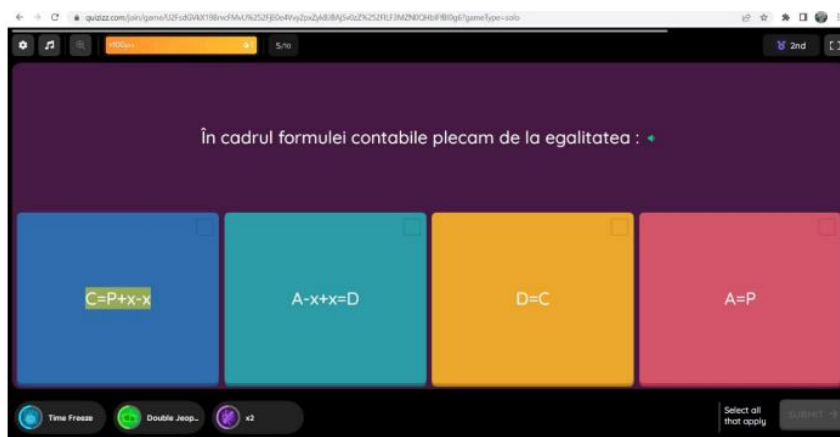 5/10
2nd
În cadrul formulei contabile plecam de la egalitatea :
C=P+x-x
A-x+x=D
D=C
A=P
Time Freeze
Double Jeop...
x2
Select all
that apply
SUBMIT